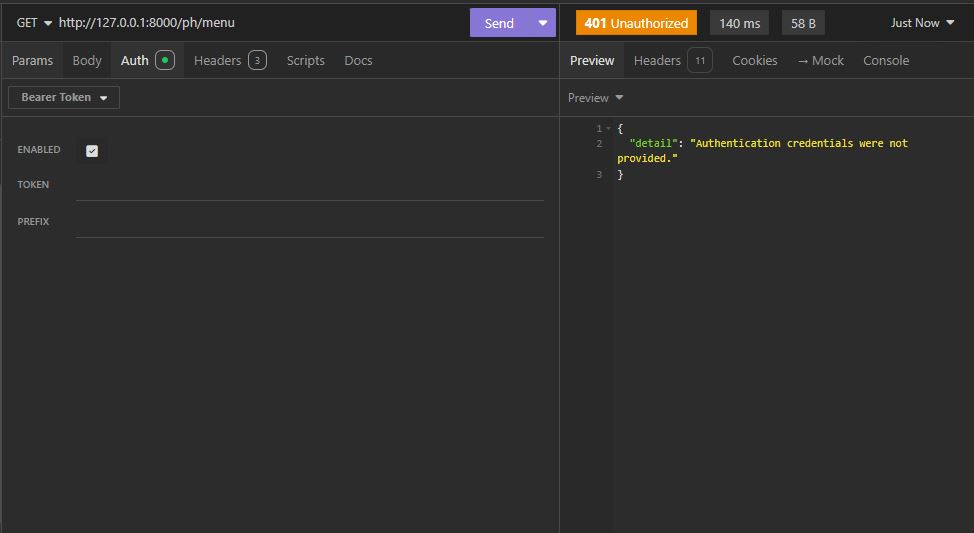 GET http://127.0.0.1:8000/ph/menu Send 401 Unauthorized 140 ms 58 B Just Now
Params Body Auth Headers 3 Scripts Docs Preview Headers 11 Cookies → Mock Console
Bearer Token Preview
ENABLED
TOKEN
PREFIX
1 {
2 "detail": "Authentication credentials were not
provided."
3 }